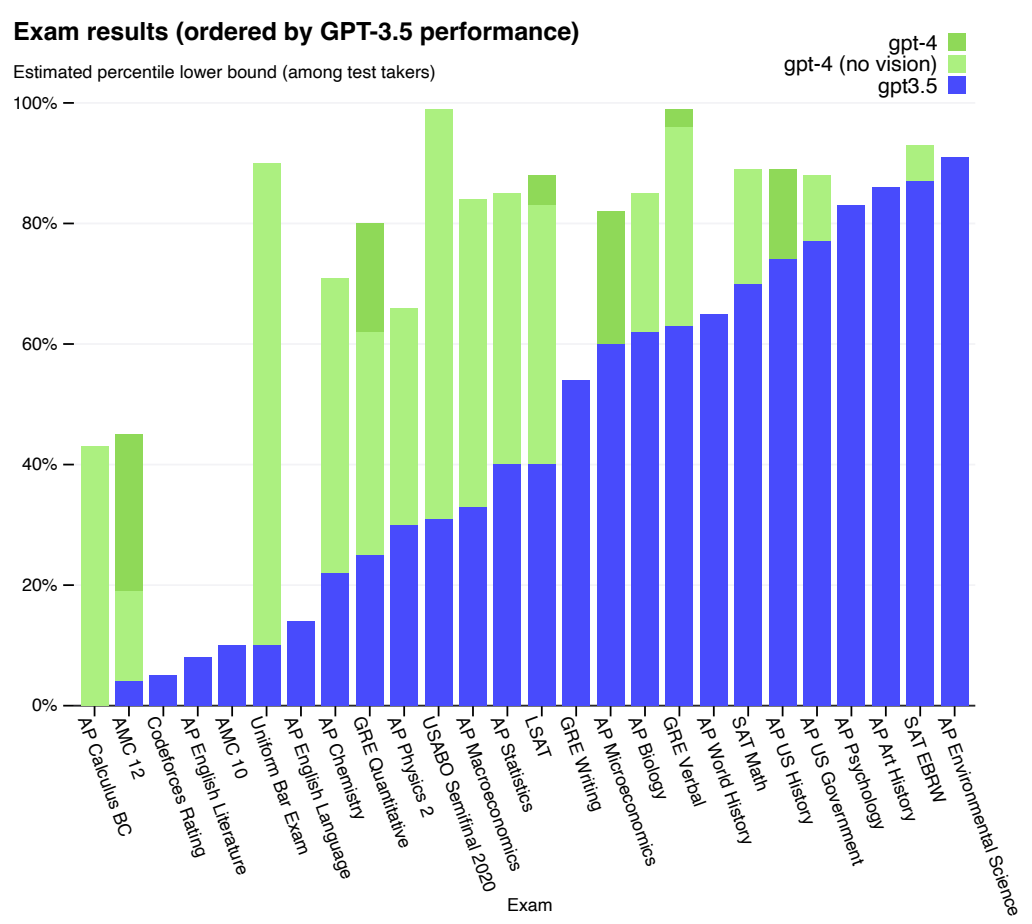 Exam results (ordered by GPT-3.5 performance)
Estimated percentile lower bound (among test takers)
gpt-4
gpt-4 (no vision)
gpt3.5
100%
80%
60%
40%
20%
0%
AP Calculus BC
AMC 12
Codeforces Rating
AP English Literature
AMC 10
Uniform Bar Exam
AP English Language
AP Chemistry
GRE Quantitative
AP Physics 2
USABO Semifinal 2020
AP Macroeconomics
AP Statistics
LSAT
GRE Writing
AP Microeconomics
AP Biology
GRE Verbal
AP World History
SAT Math
AP US History
AP US Government
AP Psychology
AP Art History
SAT EBRW
AP Environmental Science
Exam